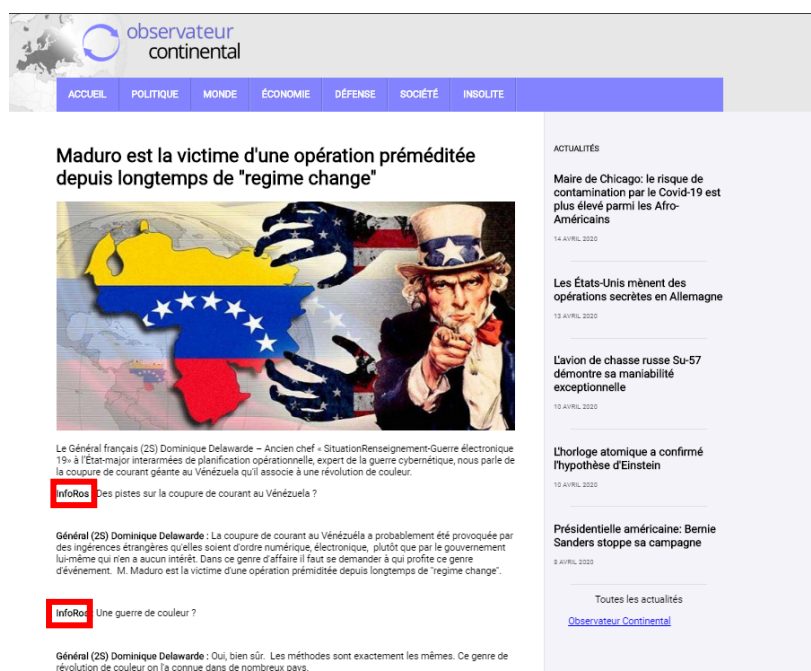 observateur
continental
ACCUEIL POLITIQUE MONDE ÉCONOMIE DÉFENSE SOCIÉTÉ INSOLITE
Maduro est la victime d'une opération préméditée
depuis longtemps de "regime change"
Le Général français (2S) Dominique Delawarde – Ancien chef « SituationRenseignement-Guerre électronique
19» à l'État-major interarmées de planification opérationnelle, expert de la guerre cybernétique, nous parle de
la coupure de courant géante au Vénézuela qu'il associe à une révolution de couleur.
InfoRos : Des pistes sur la coupure de courant au Vénézuela ?
Général (2S) Dominique Delawarde : La coupure de courant au Vénézuéla a probablement été provoquée par
des ingérences étrangères qu'elles soient d'ordre numérique, électronique, plutôt que par le gouvernement
lui-même qui n'en a aucun intérêt. Dans ce genre d'affaire il faut se demander à qui profite ce genre
d'événement. M. Maduro est la victime d'une opération prémiditée depuis longtemps de "regime change".
InfoRos : Une guerre de couleur ?
Général (2S) Dominique Delawarde : Oui, bien sûr. Les méthodes sont exactement les mêmes. Ce genre de
révolution de couleur on l'a connue dans de nombreux pays.
ACTUALITÉS
Maire de Chicago: le risque de
contamination par le Covid-19 est
plus élevé parmi les Afro-
Américains
14 AVRIL 2020
Les États-Unis mènent des
opérations secrètes en Allemagne
13 AVRIL 2020
L'avion de chasse russe Su-57
démontre sa maniabilité
exceptionnelle
10 AVRIL 2020
L'horloge atomique a confirmé
l'hypothèse d'Einstein
10 AVRIL 2020
Présidentielle américaine: Bernie
Sanders stoppe sa campagne
8 AVRIL 2020
Toutes les actualités
Observateur Continental